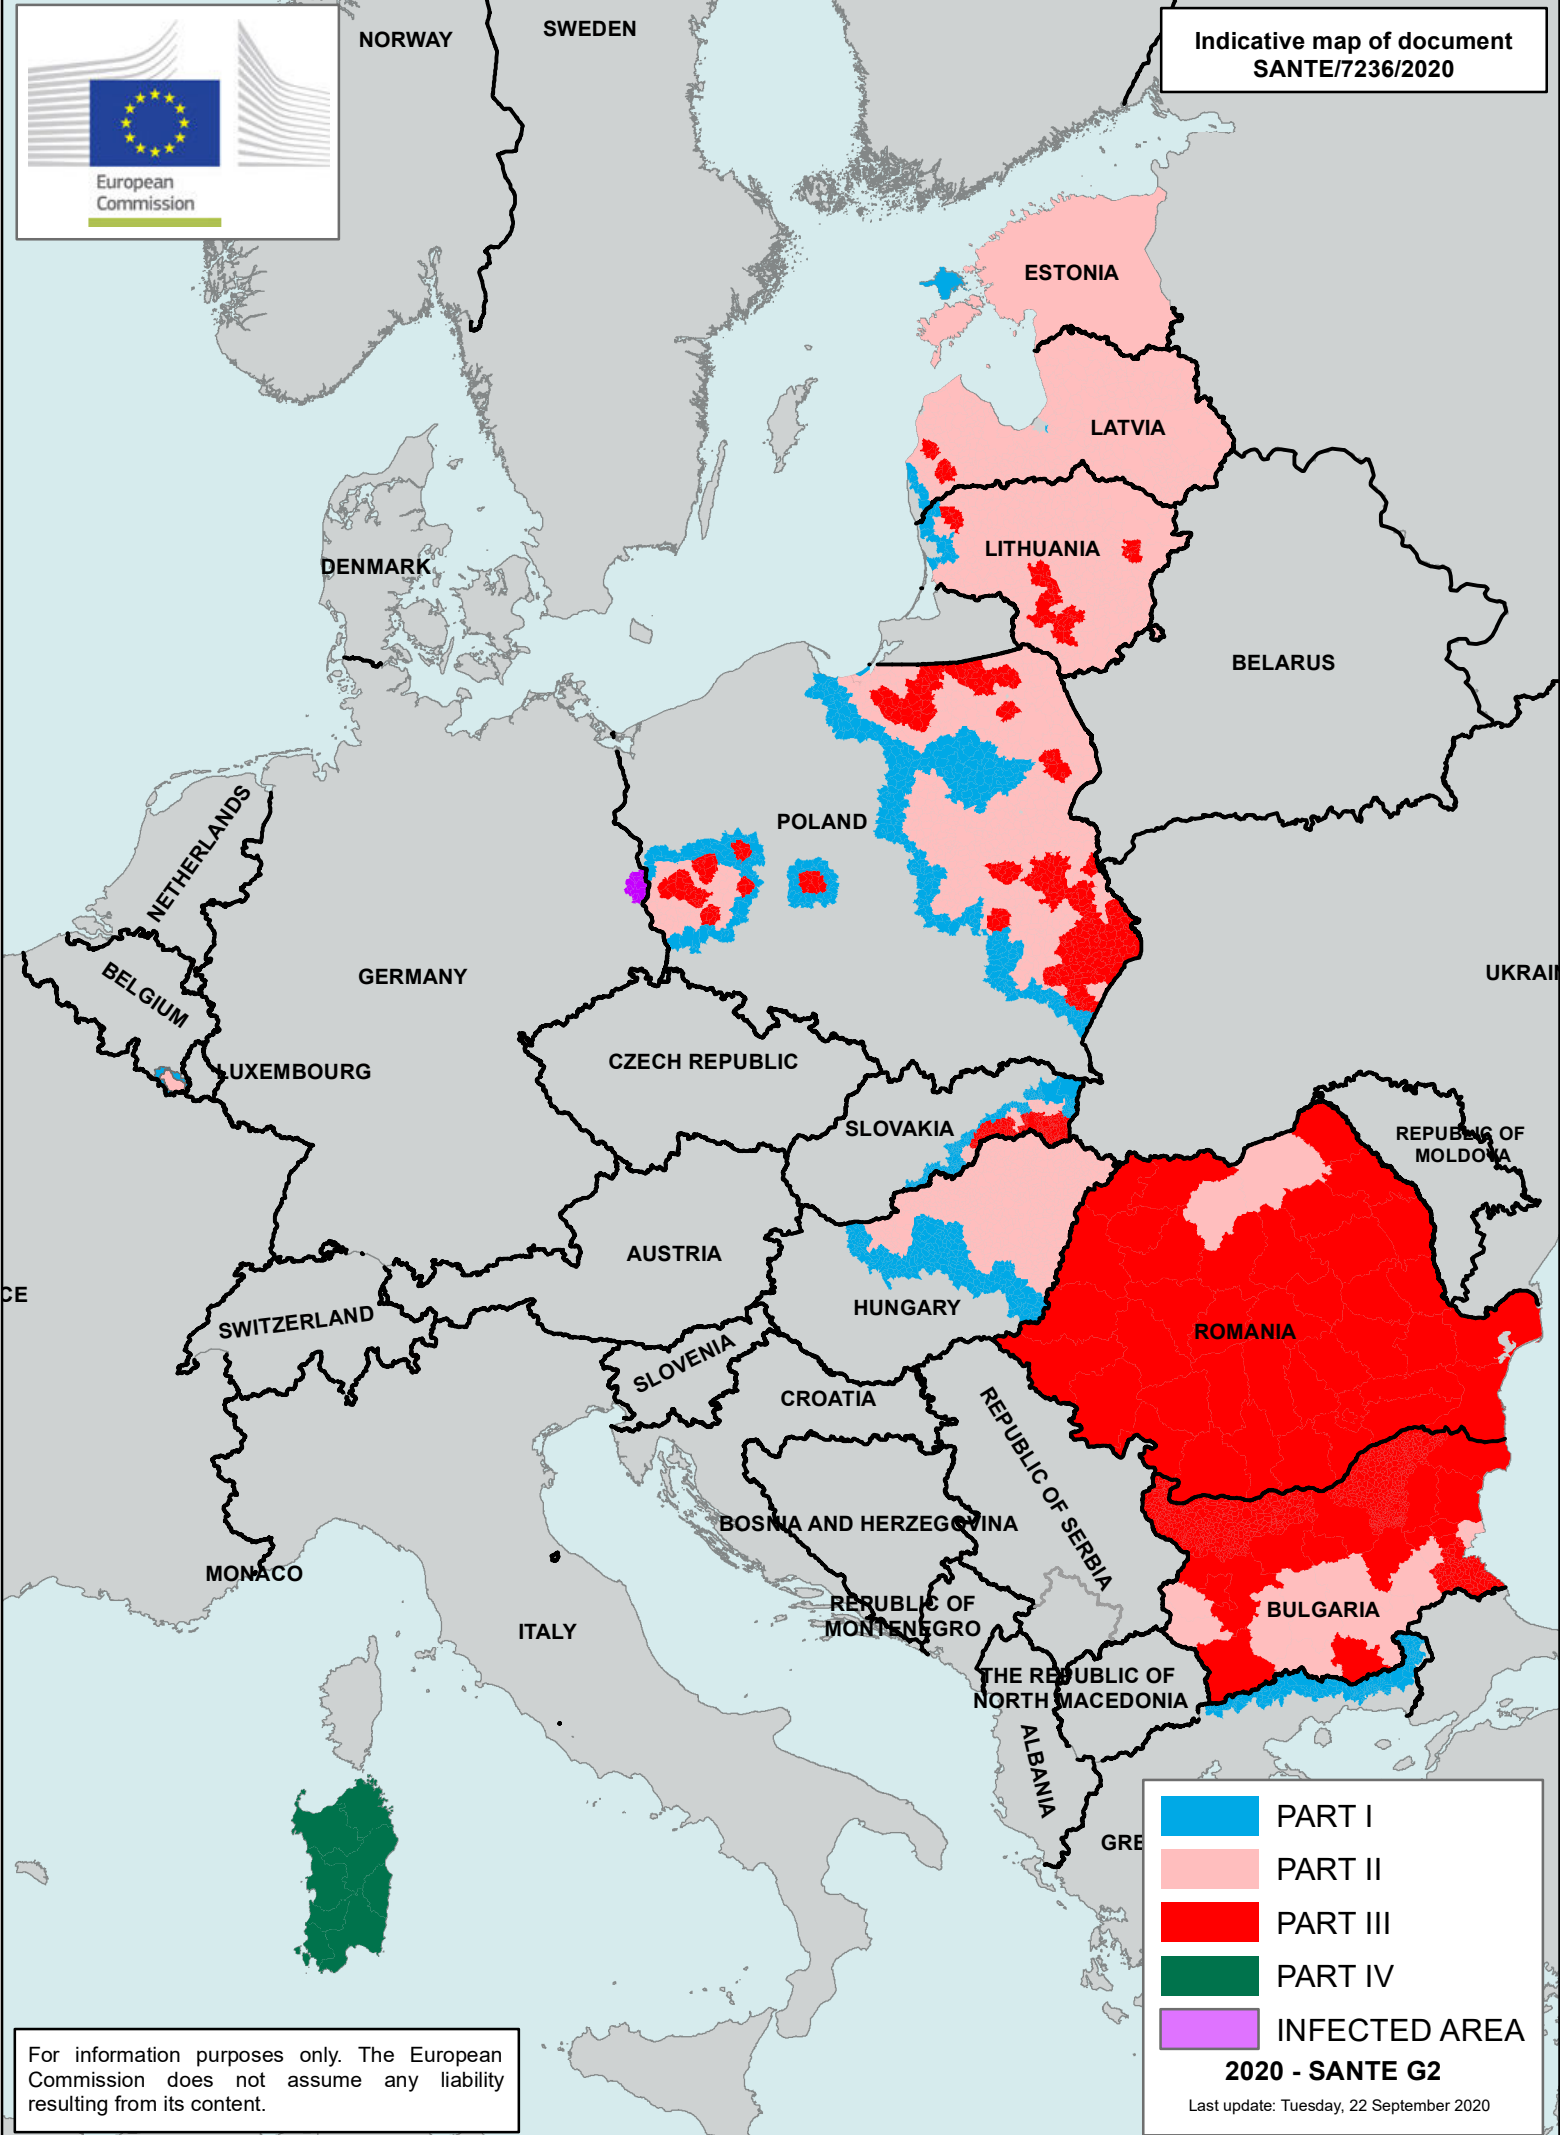 European
Commission
Indicative map of document
SANTE/7236/2020
NORWAY
SWEDEN
ESTONIA
LATVIA
LITHUANIA
DENMARK
BELARUS
NETHERLANDS
POLAND
BELGIUM
GERMANY
UKRAI
LUXEMBOURG
CZECH REPUBLIC
SLOVAKIA
REPUBLIC OF
MOLDOVA
AUSTRIA
CE
SWITZERLAND
HUNGARY
ROMANIA
SLOVENIA
CROATIA
REPUBLIC OF SERBIA
BOSNIA AND HERZEGOVINA
MONACO
ITALY
REPUBLIC OF
MONTENEGRO
BULGARIA
THE REPUBLIC OF
NORTH MACEDONIA
ALBANIA
GRE
PART I
PART II
PART III
PART IV
INFECTED AREA
2020 - SANTE G2
Last update: Tuesday, 22 September 2020
For information purposes only. The European
Commission does not assume any liability
resulting from its content.